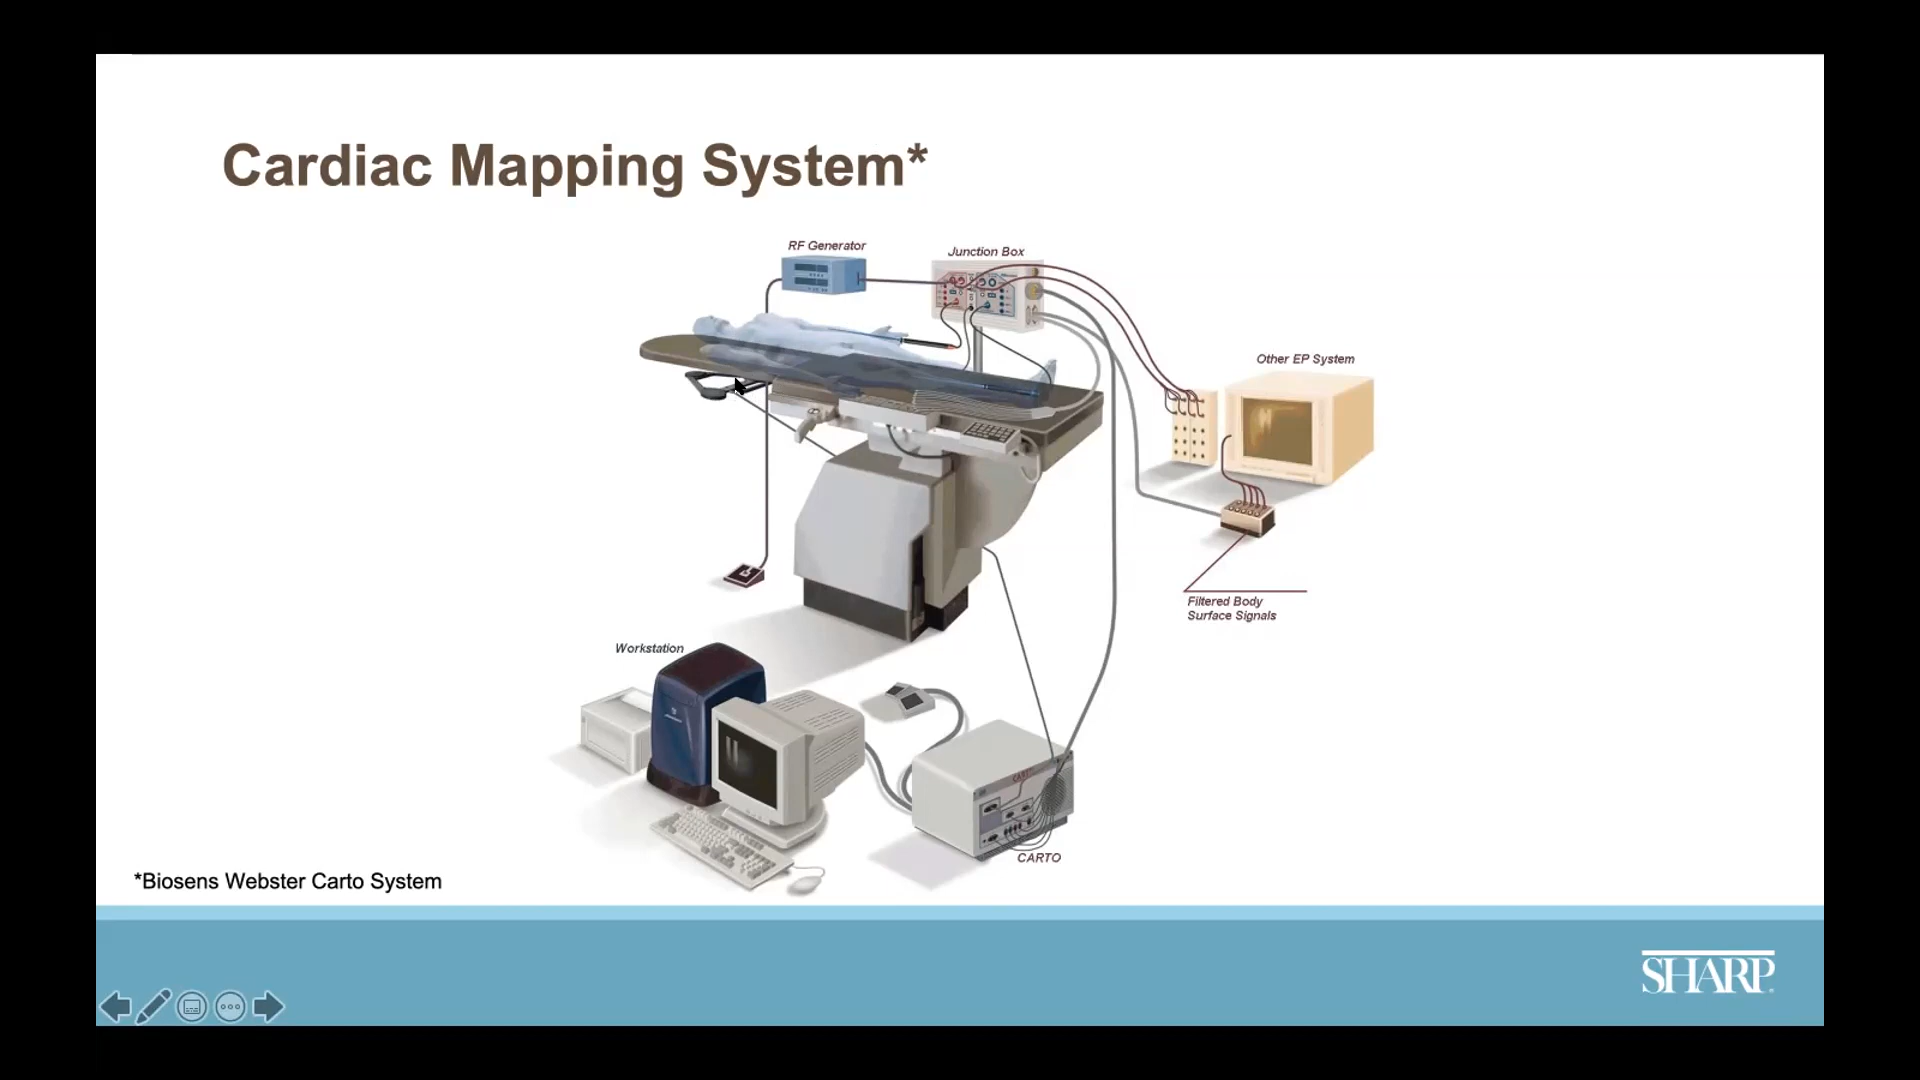 Cardiac Mapping System*
RF Generator
Junction Box
Other EP System
Filtered Body
Surface Signals
Workstation
CARTO
*Biosens Webster Carto System
SHARP